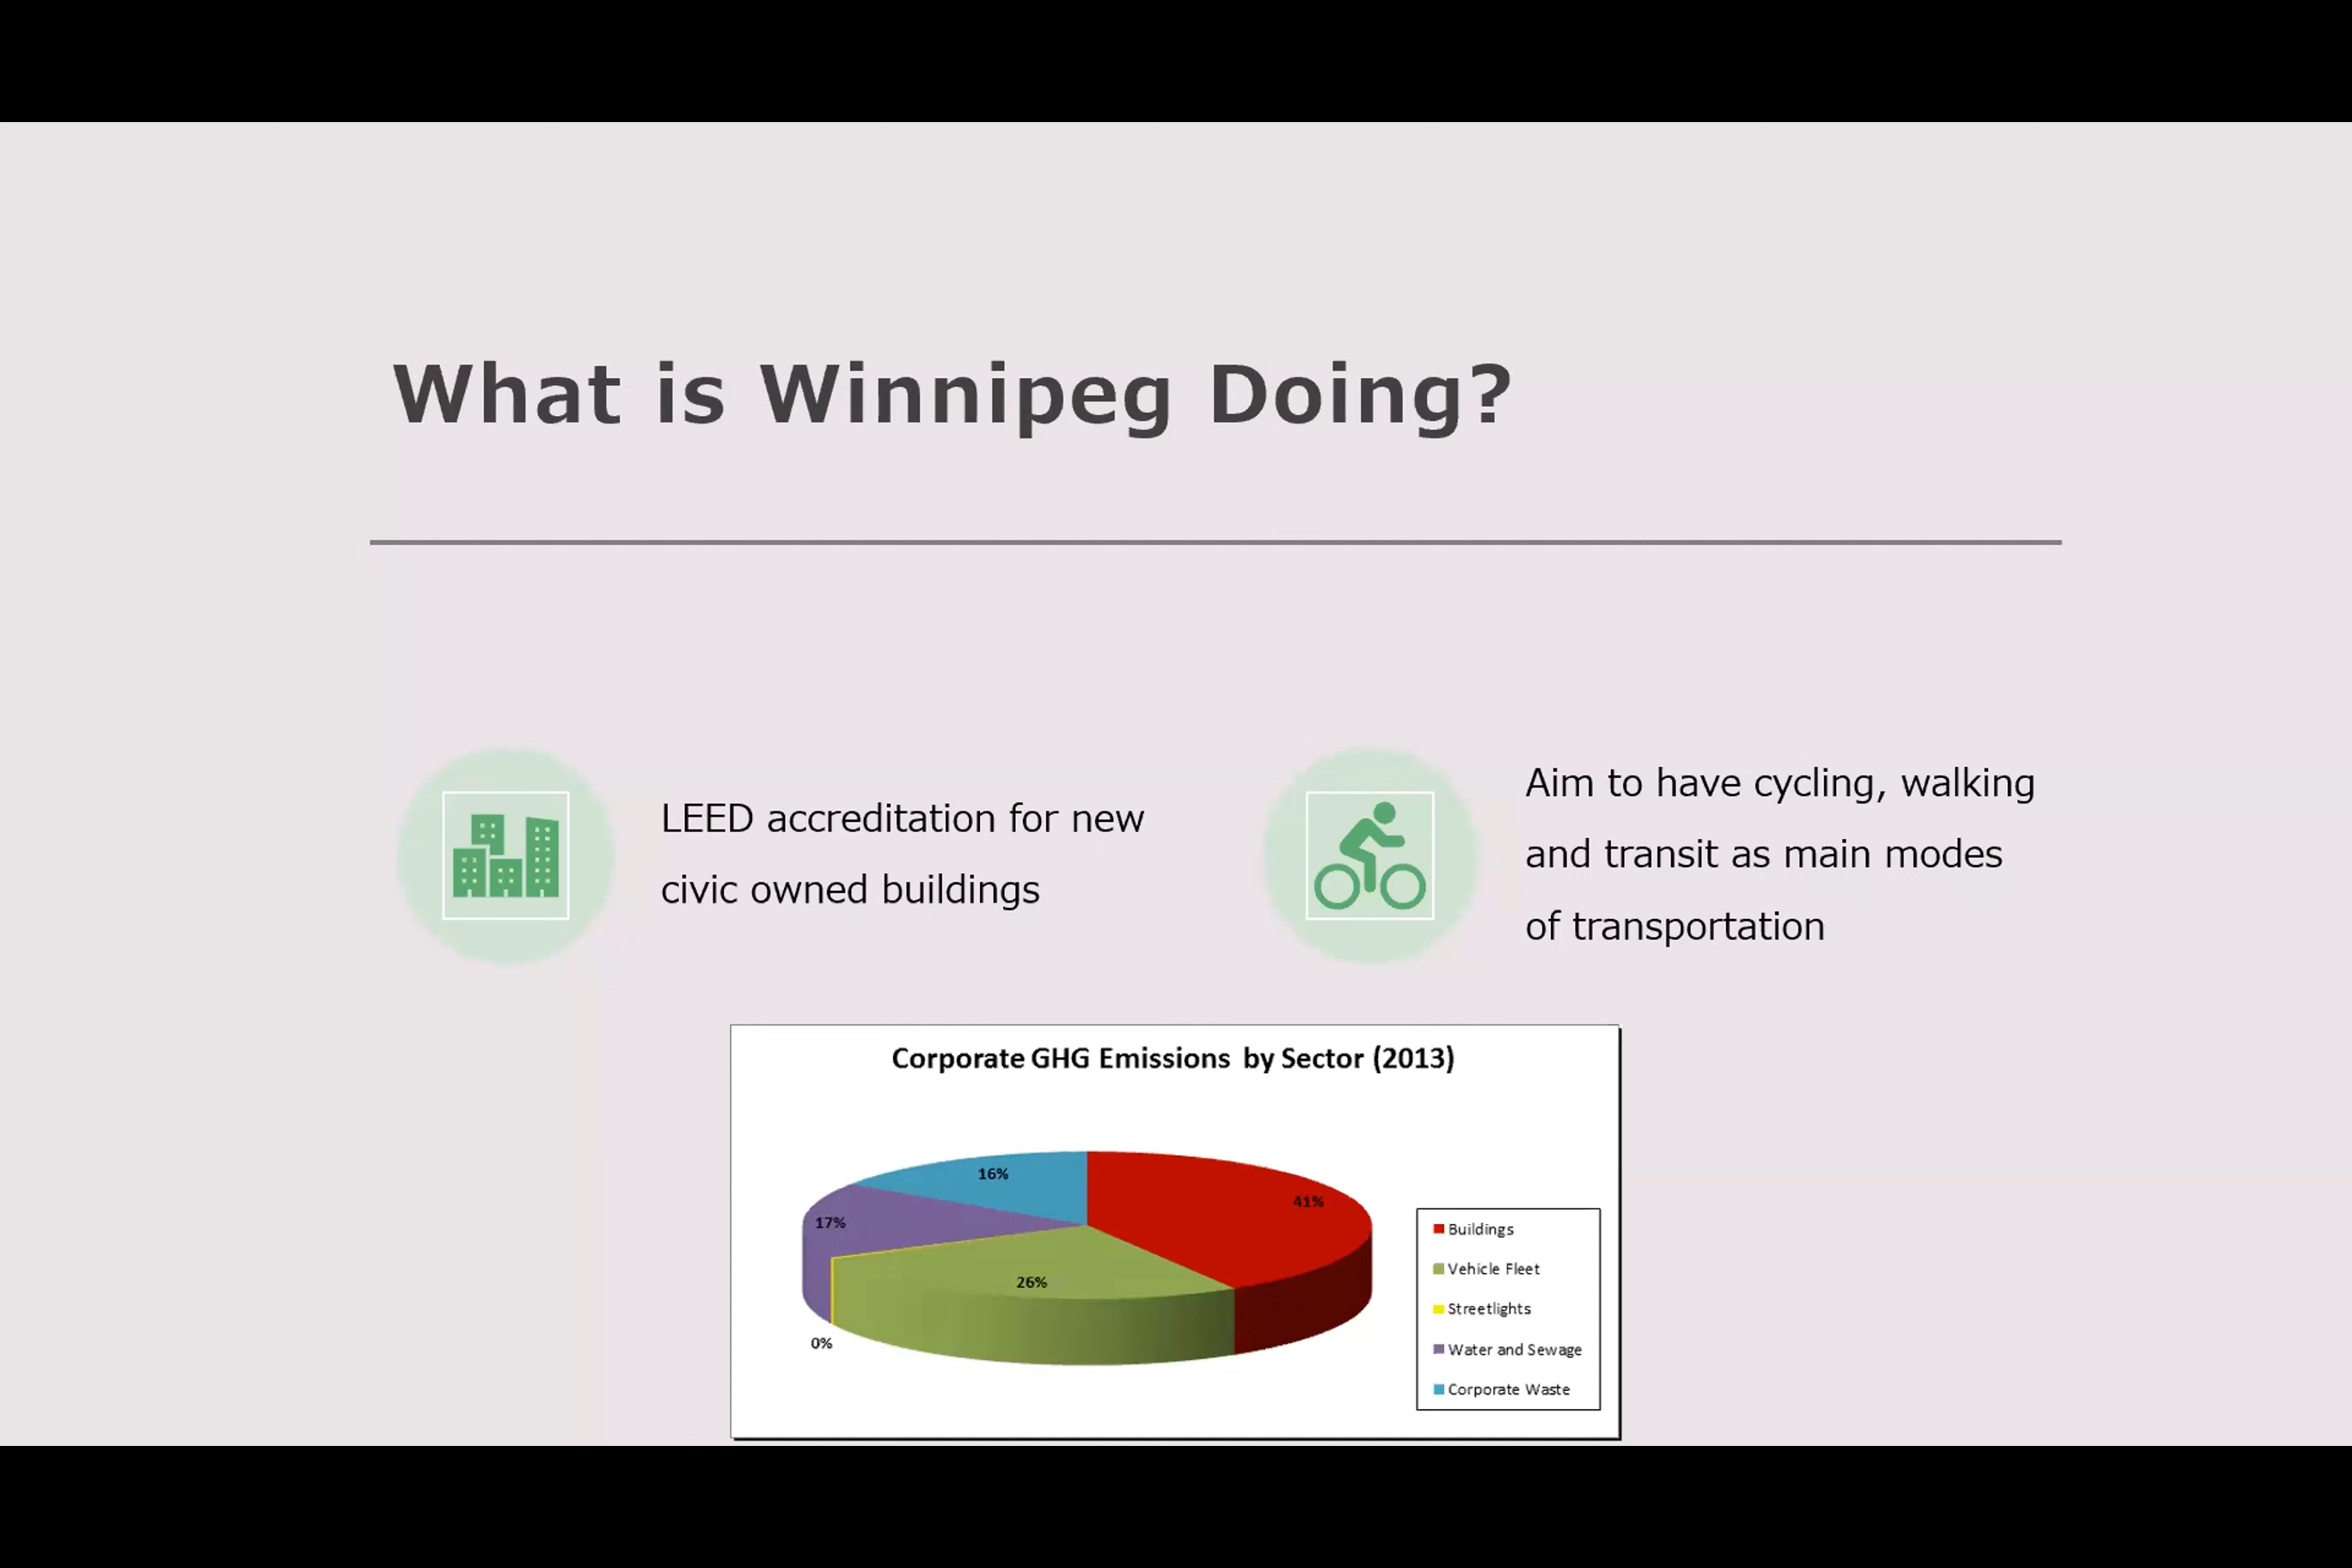 What is Winnipeg Doing?
LEED accreditation for new
civic owned buildings
Aim to have cycling, walking
and transit as main modes
of transportation
Corporate GHG Emissions by Sector (2013)
16%
41%
17%
26%
0%
Buildings
Vehicle Fleet
Streetlights
Water and Sewage
Corporate Waste